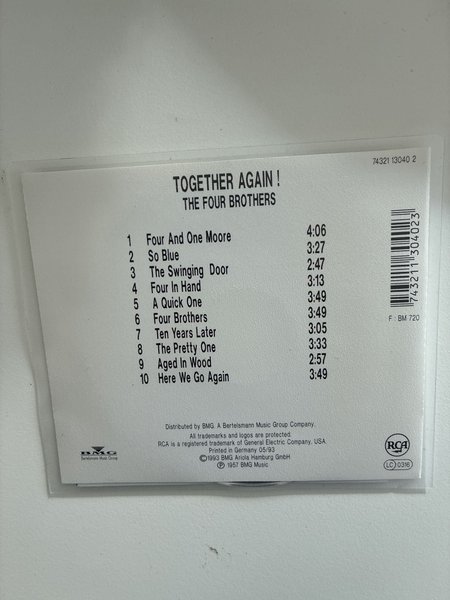 74321 13040 2
TOGETHER AGAIN!
THE FOUR BROTHERS
1 Four And One Moore 4:06
2 So Blue 3:27
3 The Swinging Door 2:47
4 Four In Hand 3:13
5 A Quick One 3:49
6 Four Brothers 3:49
7 Ten Years Later 3:05
8 The Pretty One 3:33
9 Aged In Wood 2:57
10 Here We Go Again 3:49
743211 304023
F: BM 720
Distributed by BMG. A Bertelsmann Music Group Company.
All trademarks and logos are protected.
RCA is a registered trademark of General Electric Company, USA.
Printed in Germany 05/93
©1993 BMG Ariola Hamburg GmbH
℗ 1957 BMG Music
BMG
Bertelsmann Music Group
RCA
LC 0316